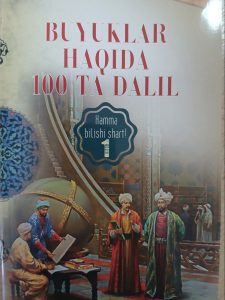 BUYUKLAR
HAQIDA
100 TA DALIL
Hamma
bilishi shart!
1